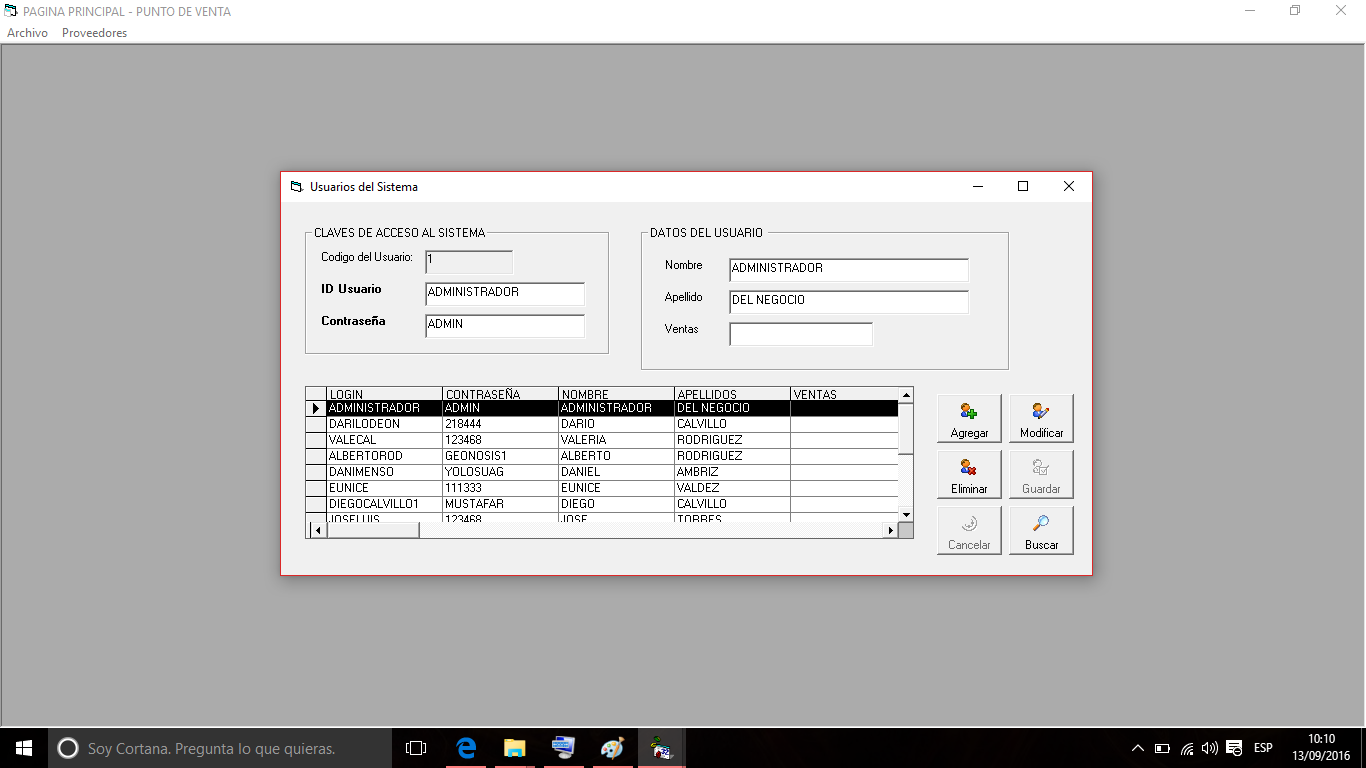 PAGINA PRINCIPAL - PUNTO DE VENTA
Archivo Proveedores
Usuarios del Sistema
CLAVES DE ACCESO AL SISTEMA
Codigo del Usuario: 1
ID Usuario ADMINISTRADOR
Contraseña ADMIN
DATOS DEL USUARIO
Nombre ADMINISTRADOR
Apellido DEL NEGOCIO
Ventas
LOGIN CONTRASEÑA NOMBRE APELLIDOS VENTAS
ADMINISTRADOR ADMIN ADMINISTRADOR DEL NEGOCIO
DARILODEON 218444 DARIO CALVILLO
VALECAL 123468 VALERIA RODRIGUEZ
ALBERTOROD GEONOSIS1 ALBERTO RODRIGUEZ
DANIMENSO YOLOSUAG DANIEL AMBRIZ
EUNICE 111333 EUNICE VALDEZ
DIEGOCALVILLO1 MUSTAFAR DIEGO CALVILLO
JOSELUIS 123468 JOSE TORRES
Agregar Modificar
Eliminar Guardar
Cancelar Buscar
Soy Cortana. Pregunta lo que quieras.
ESP
10:10
13/09/2016